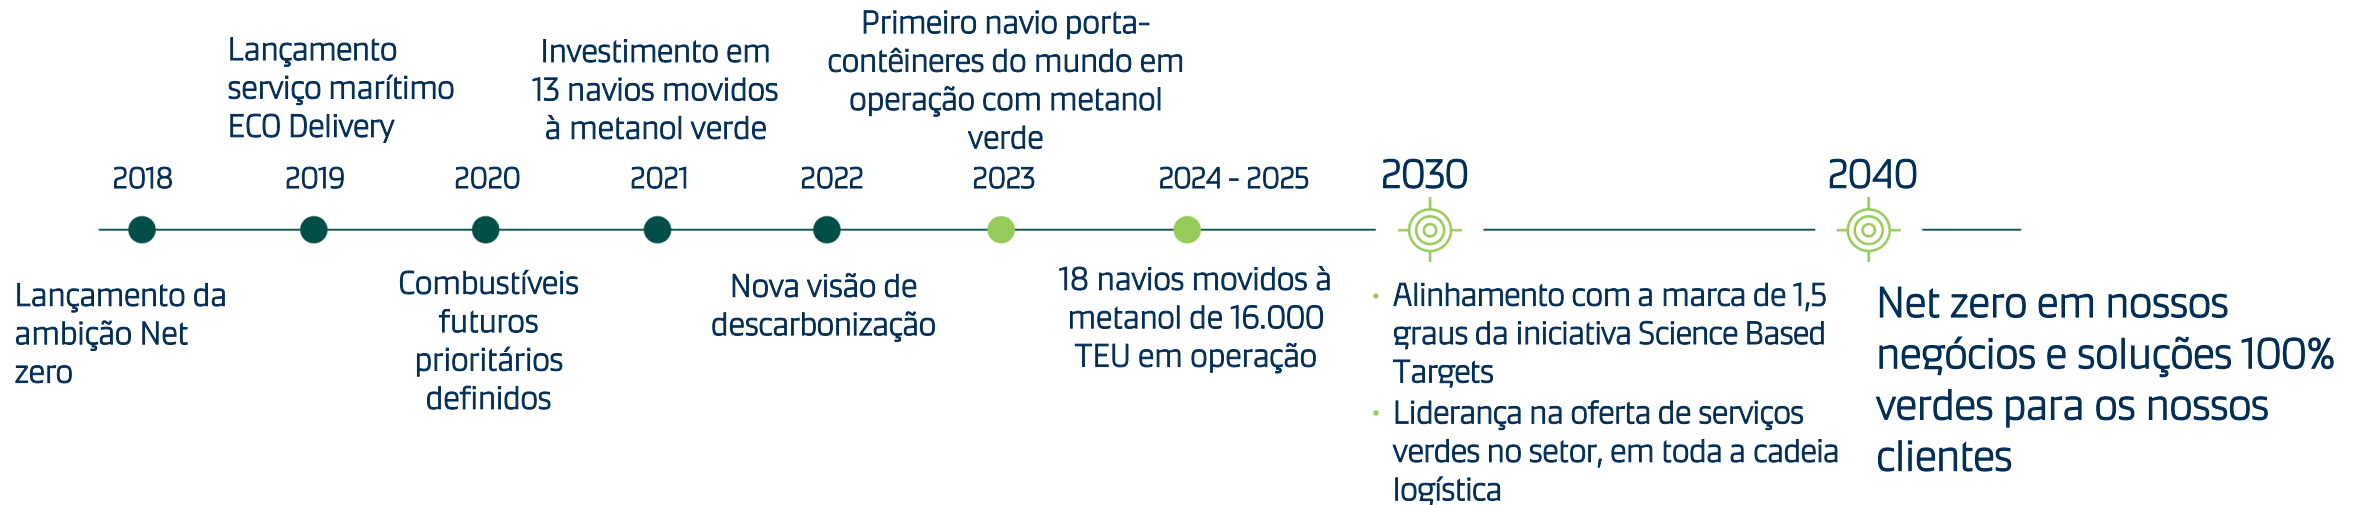 Lançamento
serviço marítimo
ECO Delivery
Investimento em
13 navios movidos
à metanol verde
Primeiro navio porta-
contêineres do mundo em
operação com metanol
verde
2018
2019
2020
2021
2022
2023
2024 - 2025
2030
2040
Lançamento da
ambição Net
zero
Combustíveis
futuros
prioritários
definidos
Nova visão de
descarbonização
18 navios movidos à
metanol de 16.000
TEU em operação
• Alinhamento com a marca de 1,5
graus da iniciativa Science Based
Targets
• Liderança na oferta de serviços
verdes no setor, em toda a cadeia
logística
Net zero em nossos
negócios e soluções 100%
verdes para os nossos
clientes